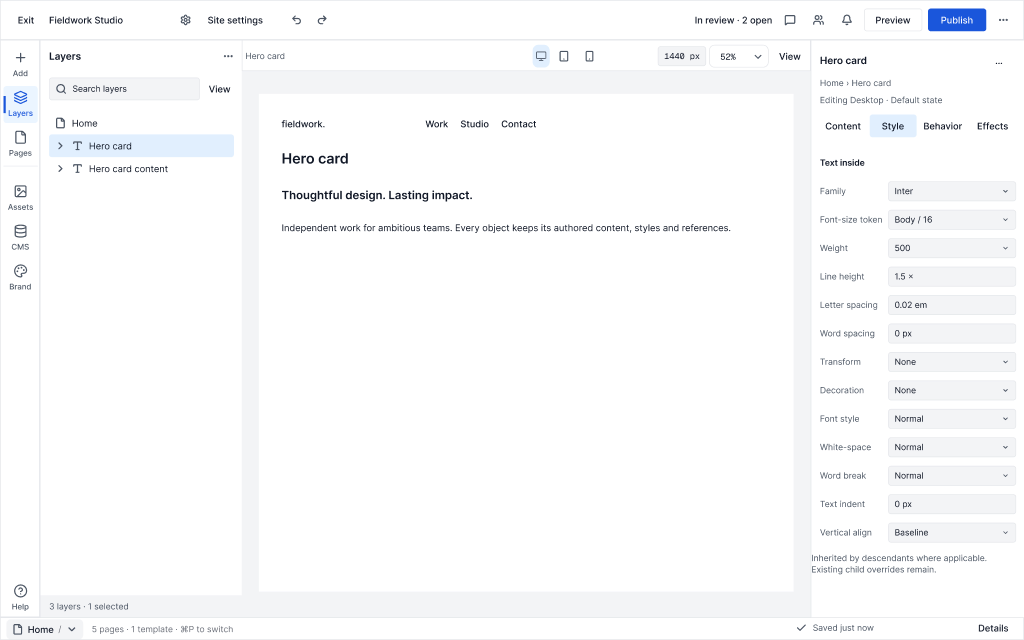 Exit Fieldwork Studio Site settings In review · 2 open Preview Publish
Add
Layers
Pages
Assets
CMS
Brand
Help
Layers
Search layers View
Home
Hero card
Hero card content
3 layers · 1 selected
Hero card 1440 px 52% View
fieldwork. Work Studio Contact
Hero card
Thoughtful design. Lasting impact.
Independent work for ambitious teams. Every object keeps its authored content, styles and references.
Hero card
Home › Hero card
Editing Desktop · Default state
Content Style Behavior Effects
Text inside
Family Inter
Font-size token Body / 16
Weight 500
Line height 1.5 ×
Letter spacing 0.02 em
Word spacing 0 px
Transform None
Decoration None
Font style Normal
White-space Normal
Word break Normal
Text indent 0 px
Vertical align Baseline
Inherited by descendants where applicable.
Existing child overrides remain.
Home / 5 pages · 1 template · ⌘P to switch Saved just now Details